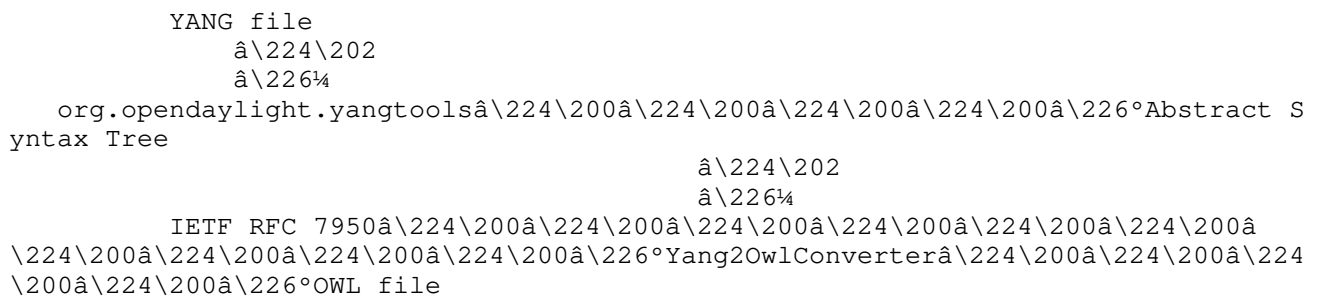 YANG file
â\224\202
â\226¼
org.opendaylight.yangtoolsâ\224\200â\224\200â\224\200â\224\200â\226ºAbstract S
yntax Tree
â\224\202
â\226¼
IETF RFC 7950â\224\200â\224\200â\224\200â\224\200â\224\200â\224\200â
\224\200â\224\200â\224\200â\224\200â\226ºYang2OwlConverterâ\224\200â\224\200â\224
\200â\224\200â\226ºOWL file